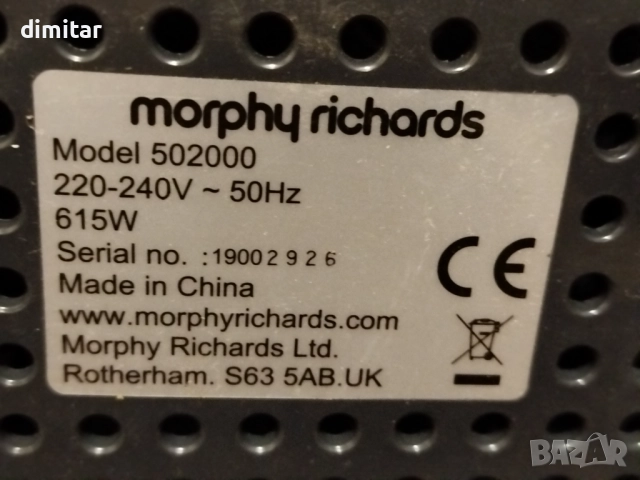 dimitar
morphy richards
Model 502000
220-240V ~ 50Hz
615W
Serial no. :19002926
Made in China
www.morphyrichards.com
Morphy Richards Ltd.
Rotherham. S63 5AB.UK
CE
BAZAR